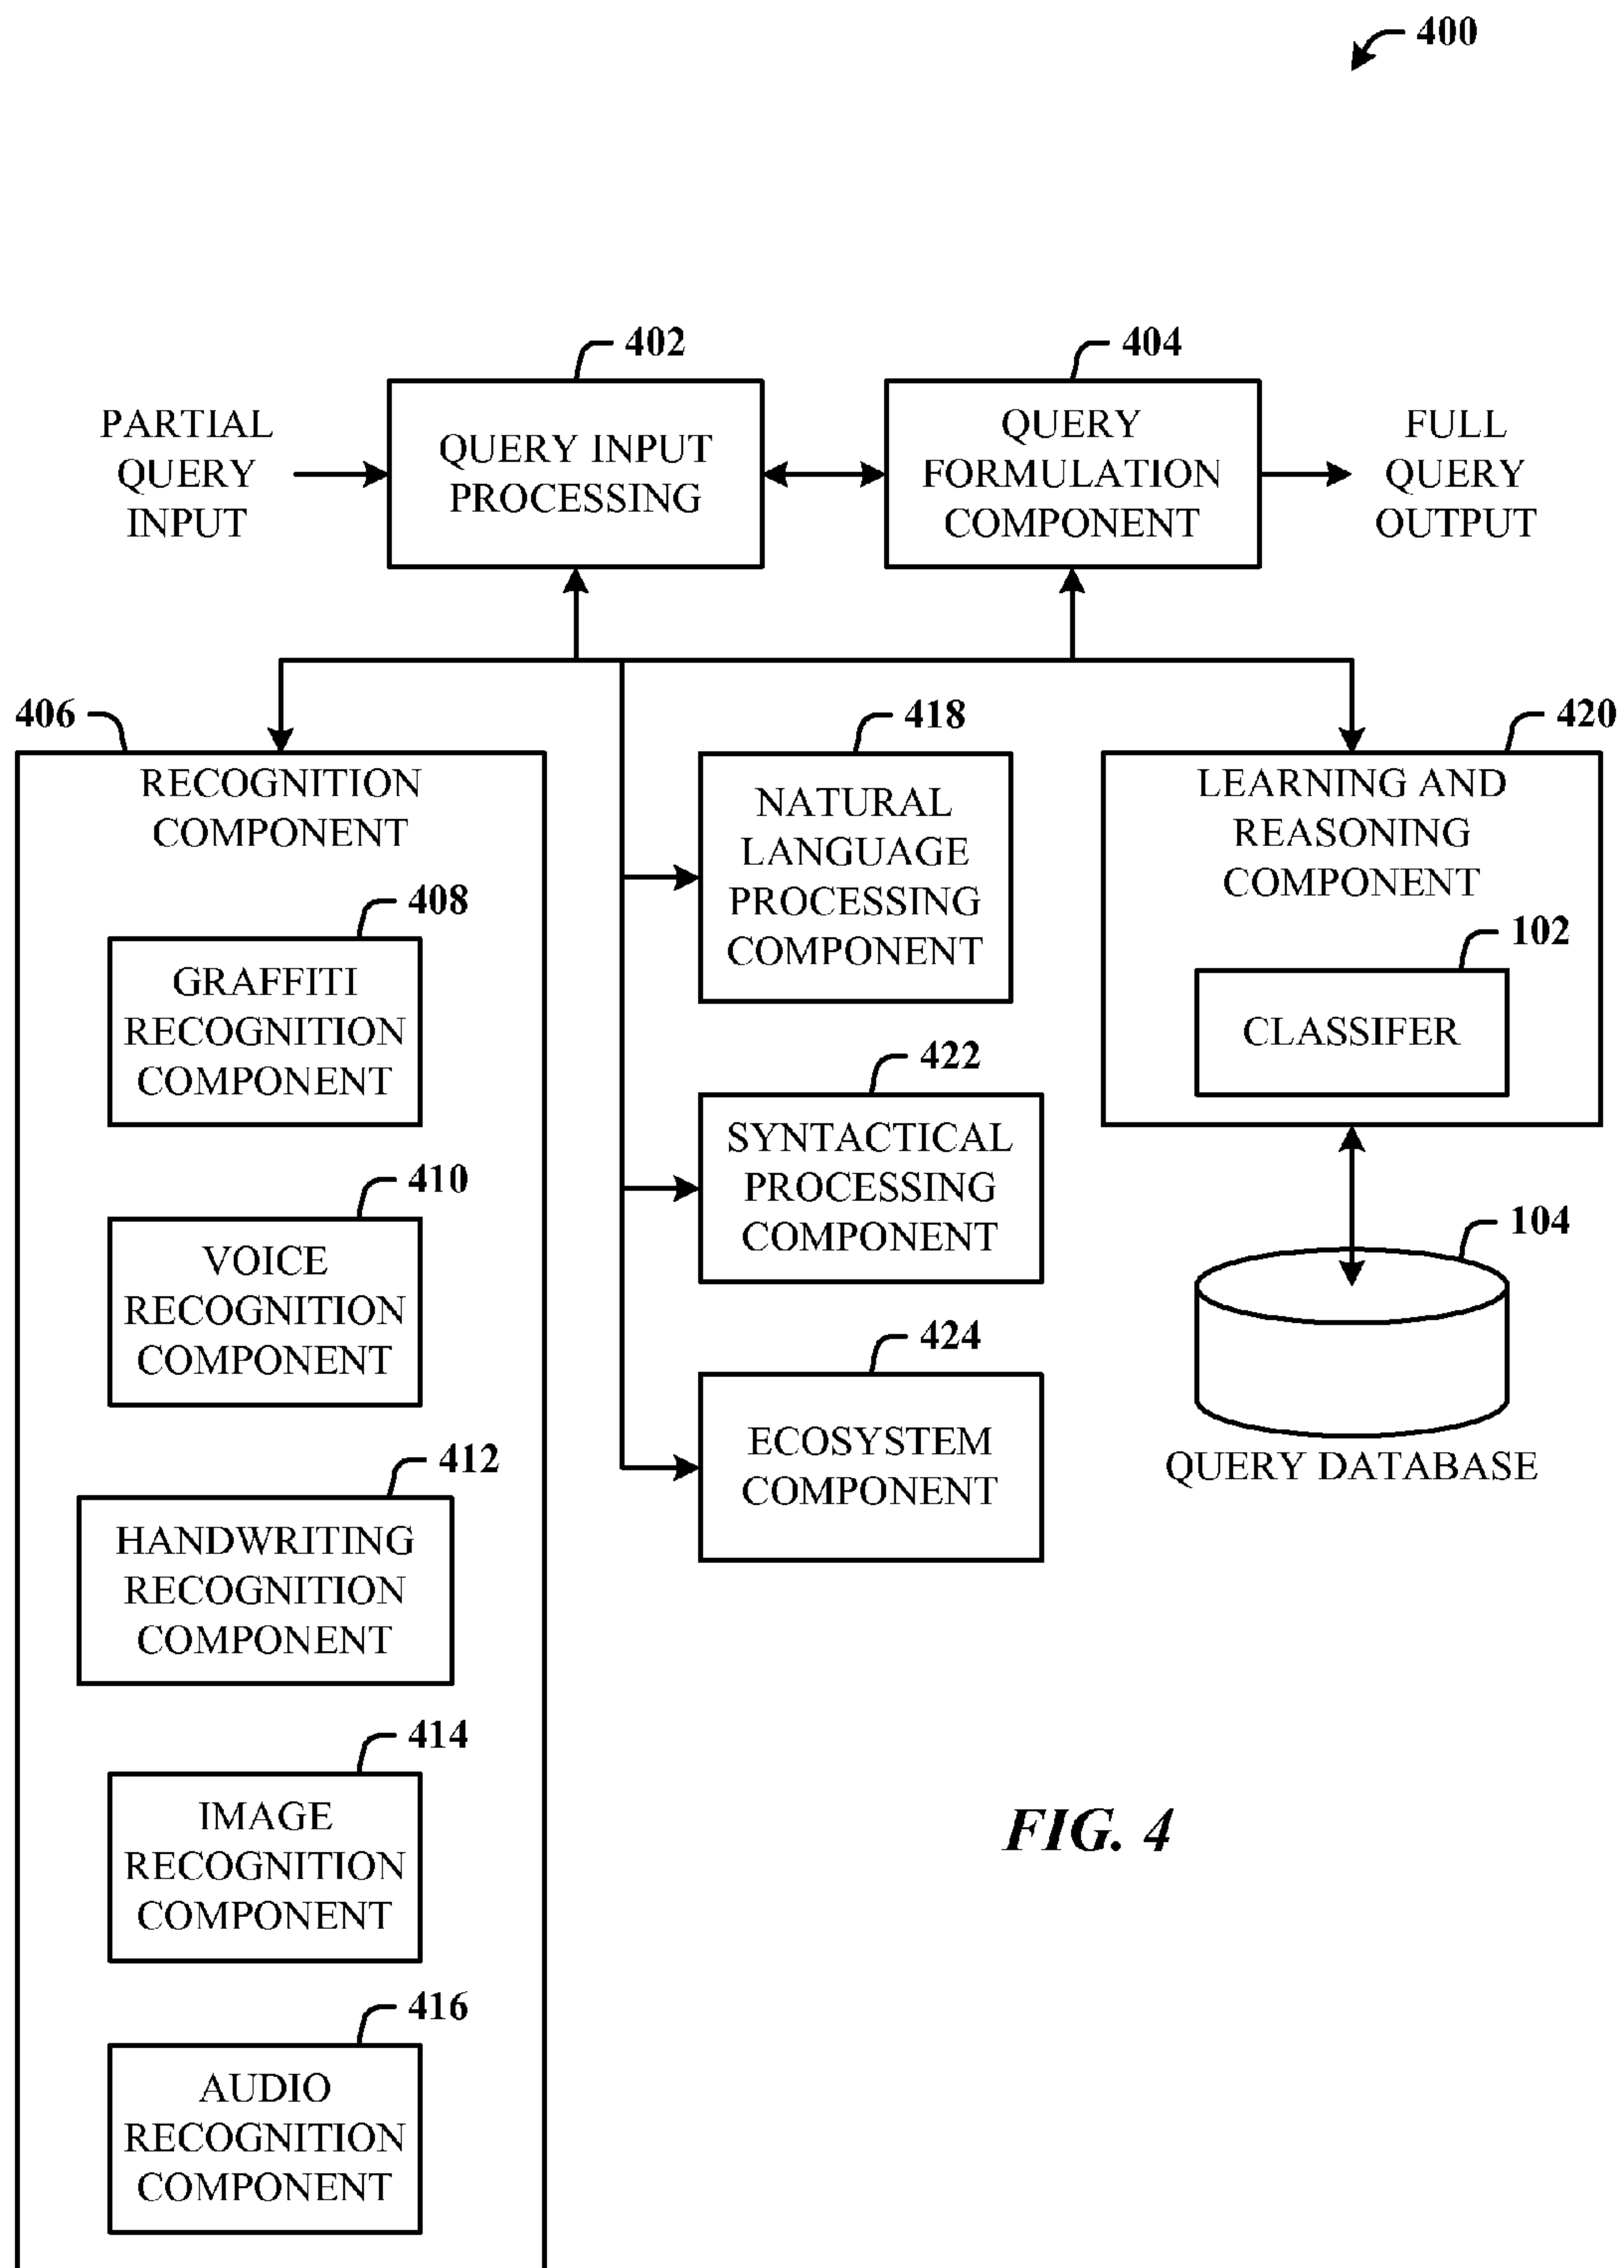 400
402
404
PARTIAL
QUERY
INPUT
QUERY INPUT
PROCESSING
QUERY
FORMULATION
COMPONENT
FULL
QUERY
OUTPUT
406
RECOGNITION
COMPONENT
408
GRAFFITI
RECOGNITION
COMPONENT
410
VOICE
RECOGNITION
COMPONENT
412
HANDWRITING
RECOGNITION
COMPONENT
414
IMAGE
RECOGNITION
COMPONENT
416
AUDIO
RECOGNITION
COMPONENT
418
NATURAL
LANGUAGE
PROCESSING
COMPONENT
422
SYNTACTICAL
PROCESSING
COMPONENT
424
ECOSYSTEM
COMPONENT
420
LEARNING AND
REASONING
COMPONENT
102
CLASSIFER
104
QUERY DATABASE
FIG. 4